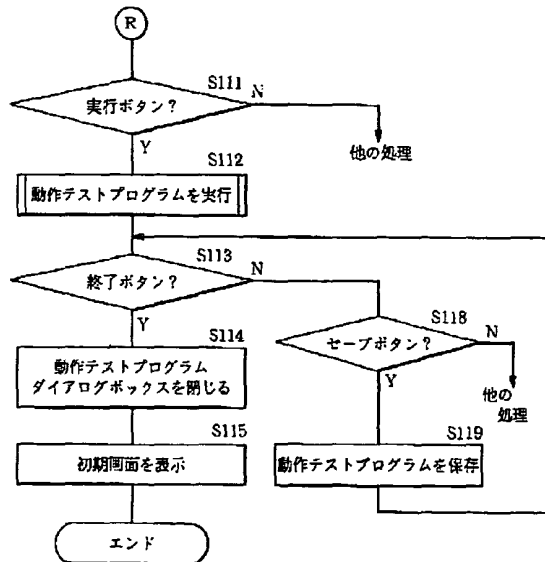 R
S111
実行ボタン?
N
Y
他の処理
S112
動作テストプログラムを実行
S113
終了ボタン?
N
Y
S114
動作テストプログラム
ダイアログボックスを閉じる
S115
初期画面を表示
エンド
S118
セーブボタン?
N
Y
他の
処理
S119
動作テストプログラムを保存